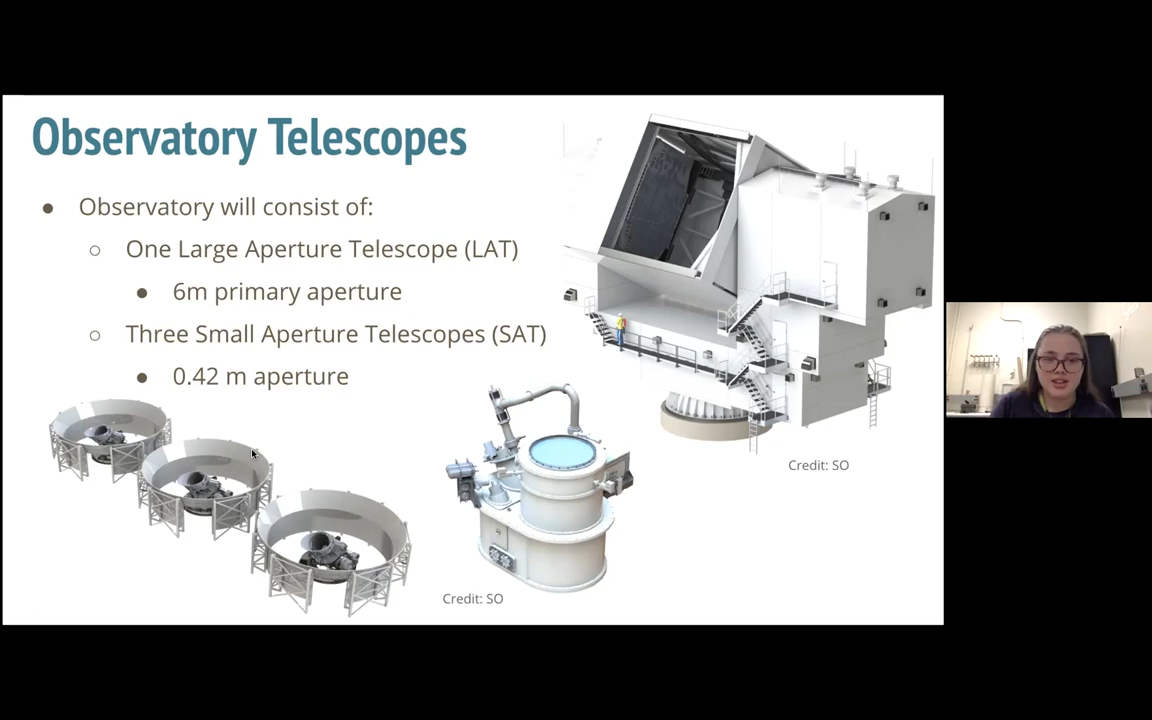 Observatory Telescopes
● Observatory will consist of:
○ One Large Aperture Telescope (LAT)
● 6m primary aperture
○ Three Small Aperture Telescopes (SAT)
● 0.42 m aperture
Credit: SO
Credit: SO